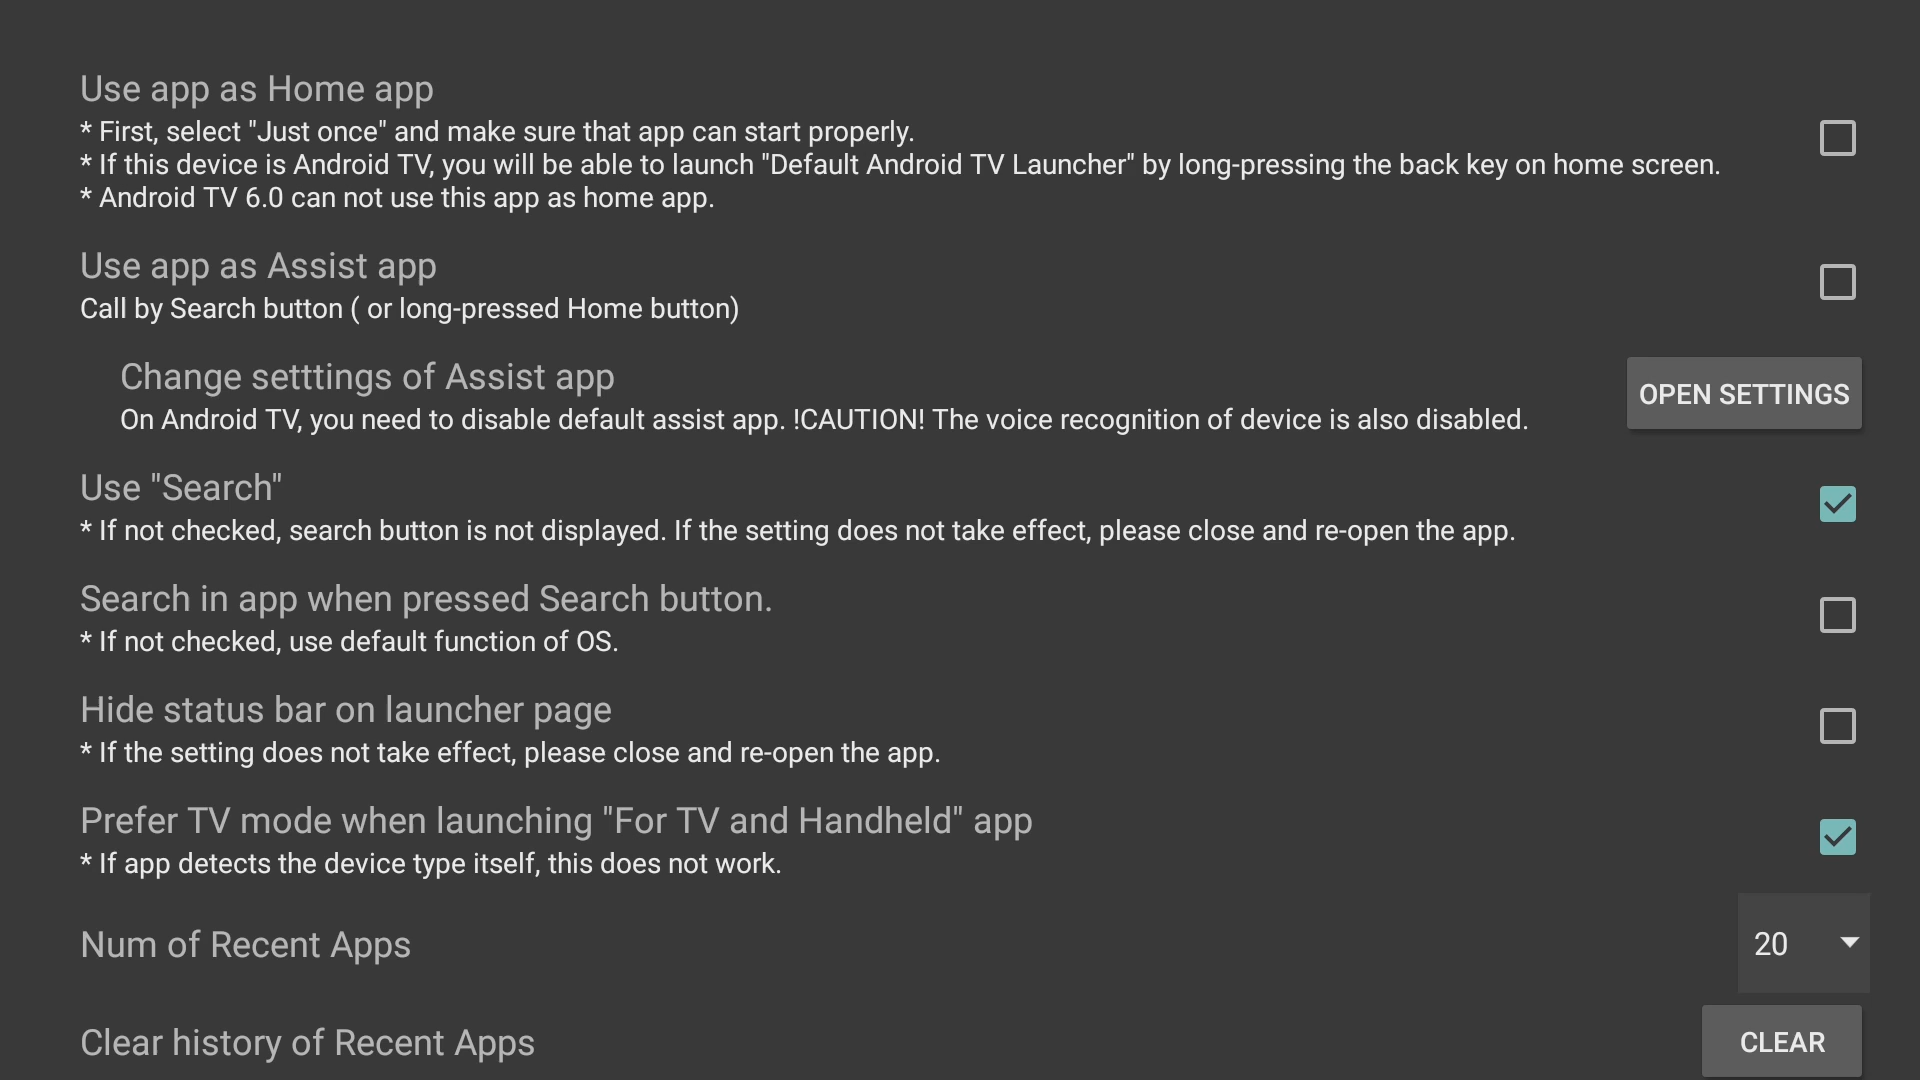 Use app as Home app
* First, select "Just once" and make sure that app can start properly.
* If this device is Android TV, you will be able to launch "Default Android TV Launcher" by long-pressing the back key on home screen.
* Android TV 6.0 can not use this app as home app.
Use app as Assist app
Call by Search button ( or long-pressed Home button)
Change setttings of Assist app
On Android TV, you need to disable default assist app. !CAUTION! The voice recognition of device is also disabled.
OPEN SETTINGS
Use "Search"
* If not checked, search button is not displayed. If the setting does not take effect, please close and re-open the app.
Search in app when pressed Search button.
* If not checked, use default function of OS.
Hide status bar on launcher page
* If the setting does not take effect, please close and re-open the app.
Prefer TV mode when launching "For TV and Handheld" app
* If app detects the device type itself, this does not work.
Num of Recent Apps
20
Clear history of Recent Apps
CLEAR